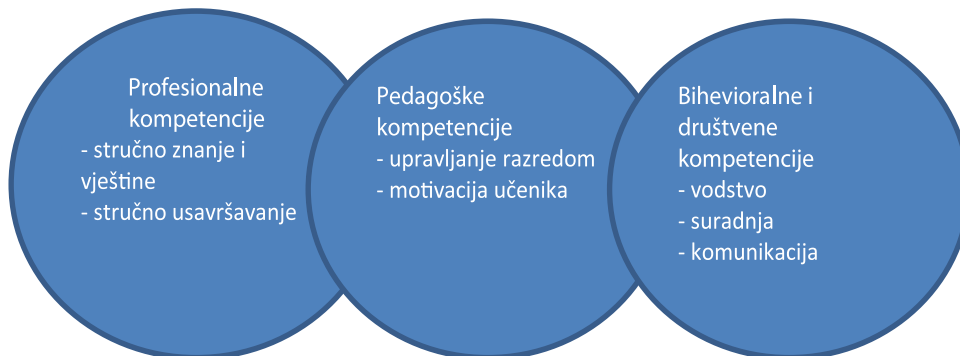 Profesionalne
kompetencije
- stručno znanje i
vještine
- stručno usavršavanje
Pedagoške
kompetencije
- upravljanje razredom
- motivacija učenika
Bihevioralne i
društvene
kompetencije
- vodstvo
- suradnja
- komunikacija